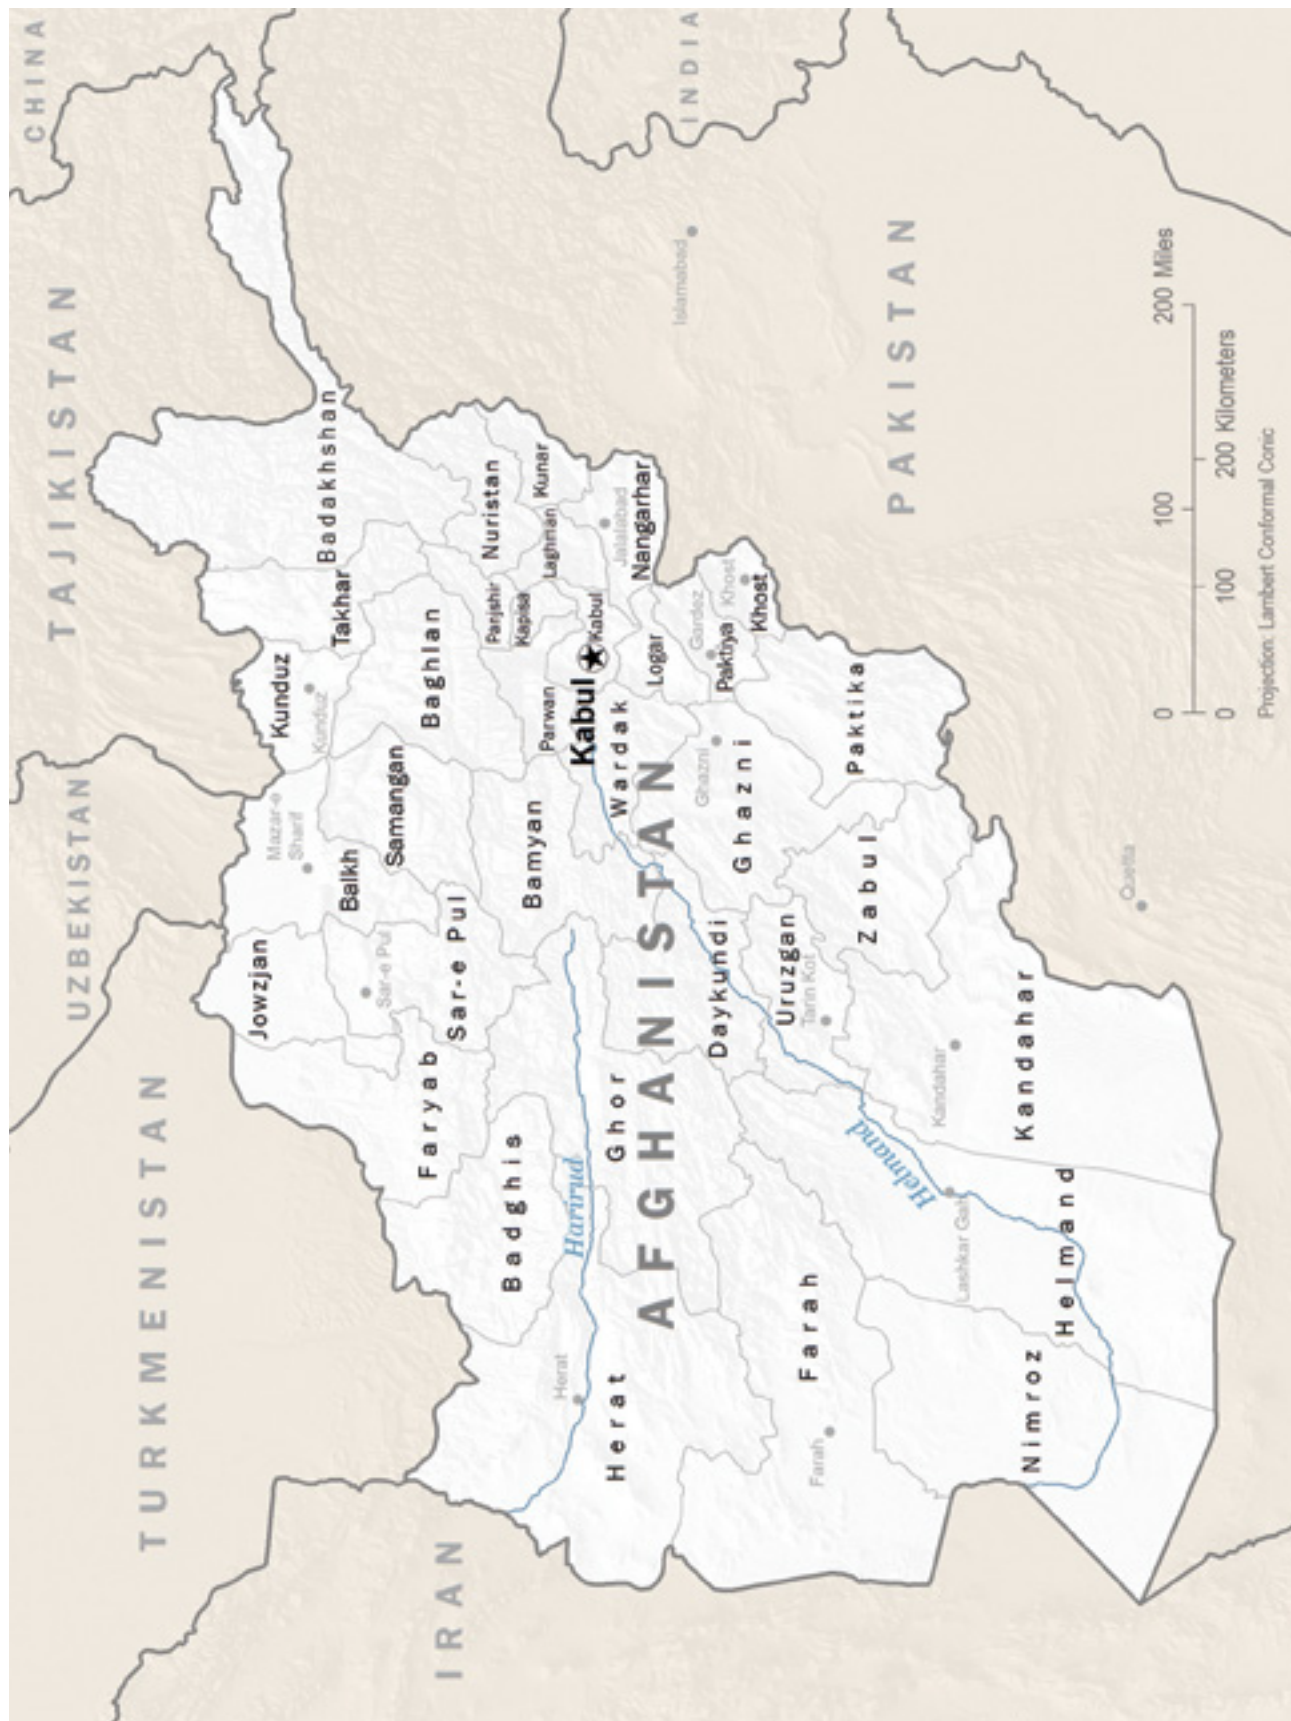 CHINA
TAJIKISTAN
UZBEKISTAN
TURKMENISTAN
IRAN
INDIA
PAKISTAN
AFGHANISTAN
Badakhshan
Takhar
Kunduz
Kunduz
Mazar-e
Sharif
Balkh
Jowzjan
Samangan
Baghlan
Sar-e Pul
Sar-e Pul
Faryab
Badghis
Nuristan
Kunar
Laghman
Panjshir
Kapisa
Parwan
Kabul
Kabul
Bamyan
Wardak
Logar
Jalalabad
Nangarhar
Islamabad
Gardez
Khost
Khost
Paktya
Paktika
Ghazni
Ghazni
Harirud
Ghor
Herat
Herat
Daykundi
Uruzgan
Tarin Kot
Zabul
Kandahar
Kandahar
Quetta
Helmand
Lashkar Gah
Helmand
Farah
Farah
Nimroz
0 100 200 Miles
0 100 200 Kilometers
Projection: Lambert Conformal Conic